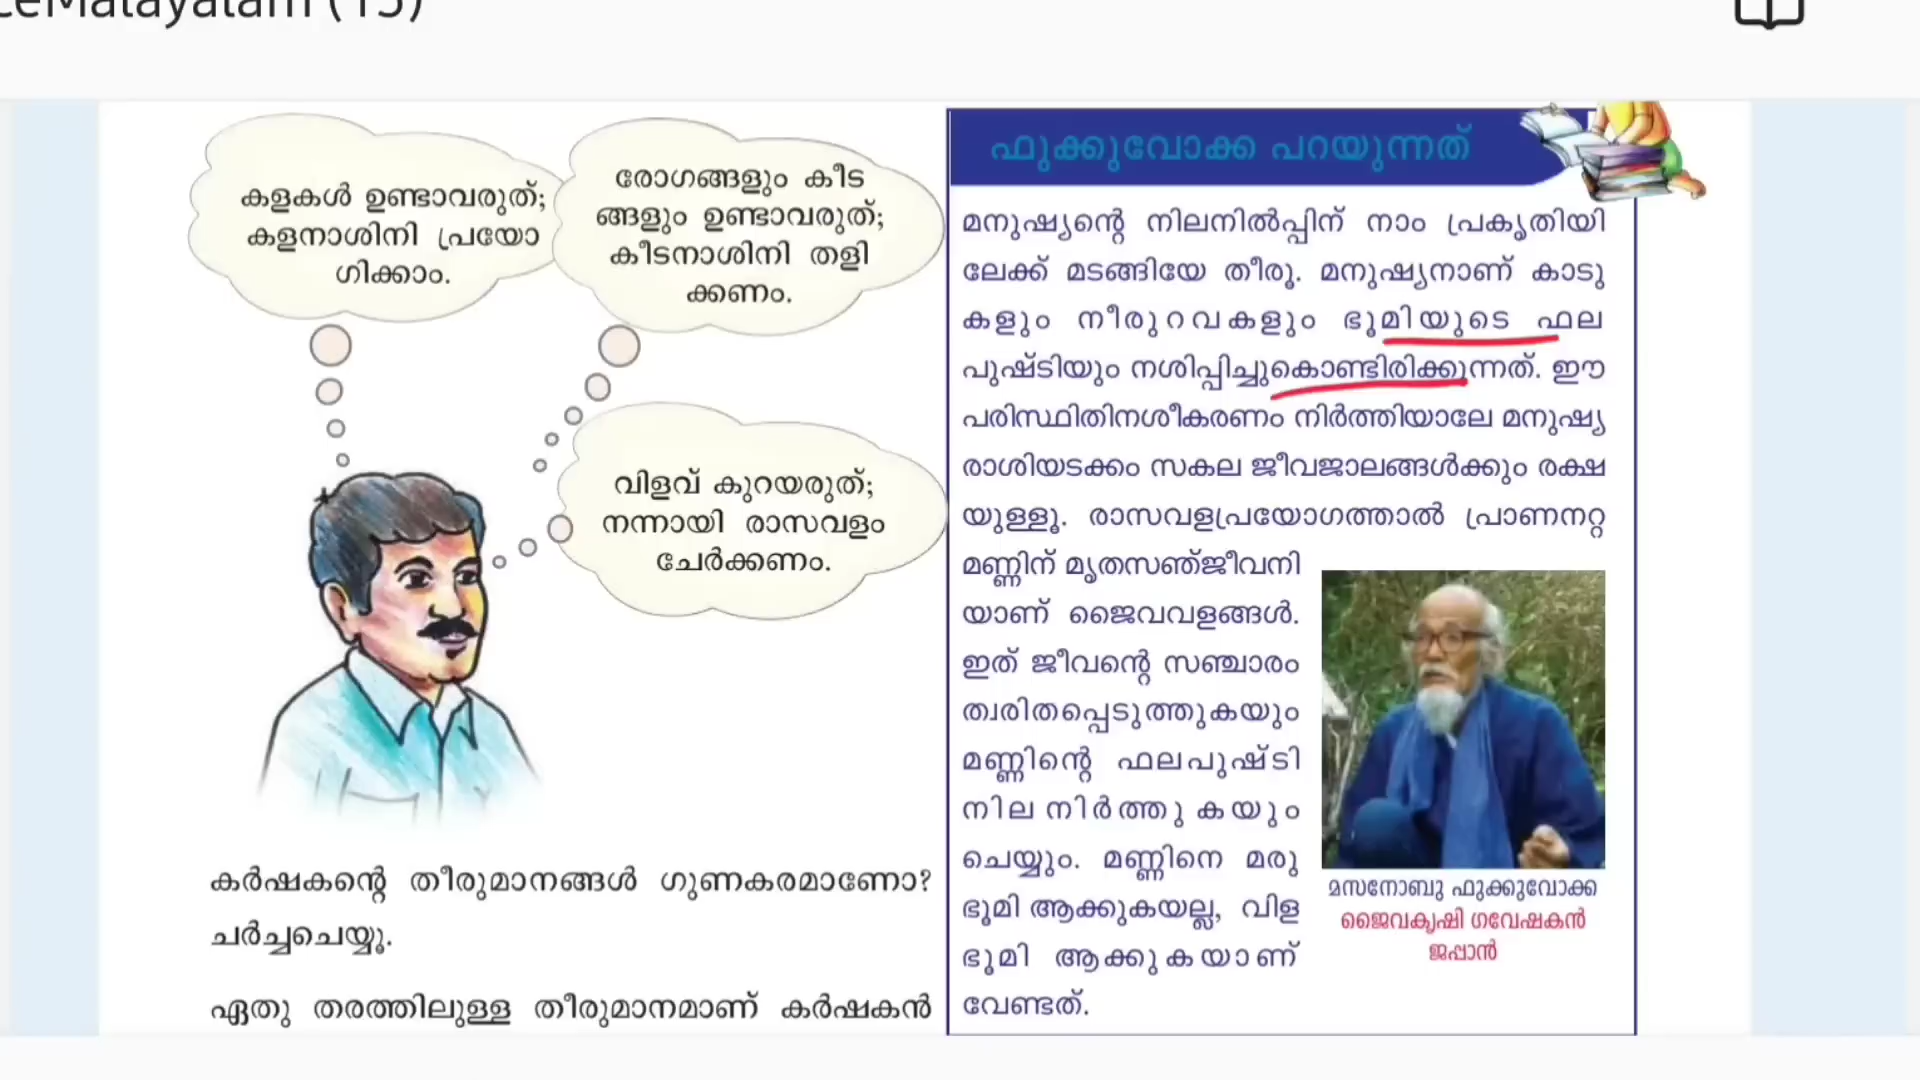 ceMalayalam (15)
കളകൾ ഉണ്ടാവരുത്;
കളനാശിനി പ്രയോ
ഗിക്കാം.
രോഗങ്ങളും കീട
ങ്ങളും ഉണ്ടാവരുത്;
കീടനാശിനി തളി
ക്കണം.
വിളവ് കുറയരുത്;
നന്നായി രാസവളം
ചേർക്കണം.
കർഷകന്റെ തീരുമാനങ്ങൾ ഗുണകരമാണോ?
ചർച്ചചെയ്യൂ.
ഏതു തരത്തിലുള്ള തീരുമാനമാണ് കർഷകൻ
ഫുക്കുവോക്ക പറയുന്നത്
മനുഷ്യന്റെ നിലനിൽപ്പിന് നാം പ്രകൃതിയി
ലേക്ക് മടങ്ങിയേ തീരൂ. മനുഷ്യനാണ് കാടു
കളും നീരുറവകളും ഭൂമിയുടെ ഫല
പുഷ്ടിയും നശിപ്പിച്ചുകൊണ്ടിരിക്കുന്നത്. ഈ
പരിസ്ഥിതിനശീകരണം നിർത്തിയാലേ മനുഷ്യ
രാശിയടക്കം സകല ജീവജാലങ്ങൾക്കും രക്ഷ
യുള്ളൂ. രാസവളപ്രയോഗത്താൽ പ്രാണനറ്റ
മണ്ണിന് മൃതസഞ്ജീവനി
യാണ് ജൈവവളങ്ങൾ.
ഇത് ജീവന്റെ സഞ്ചാരം
ത്വരിതപ്പെടുത്തുകയും
മണ്ണിന്റെ ഫലപുഷ്ടി
നിലനിർത്തുകയും
ചെയ്യും. മണ്ണിനെ മരു
ഭൂമി ആക്കുകയല്ല, വിള
ഭൂമി ആക്കുകയാണ്
വേണ്ടത്.
മസനോബു ഫുക്കുവോക്ക
ജൈവകൃഷി ഗവേഷകൻ
ജപ്പാൻ